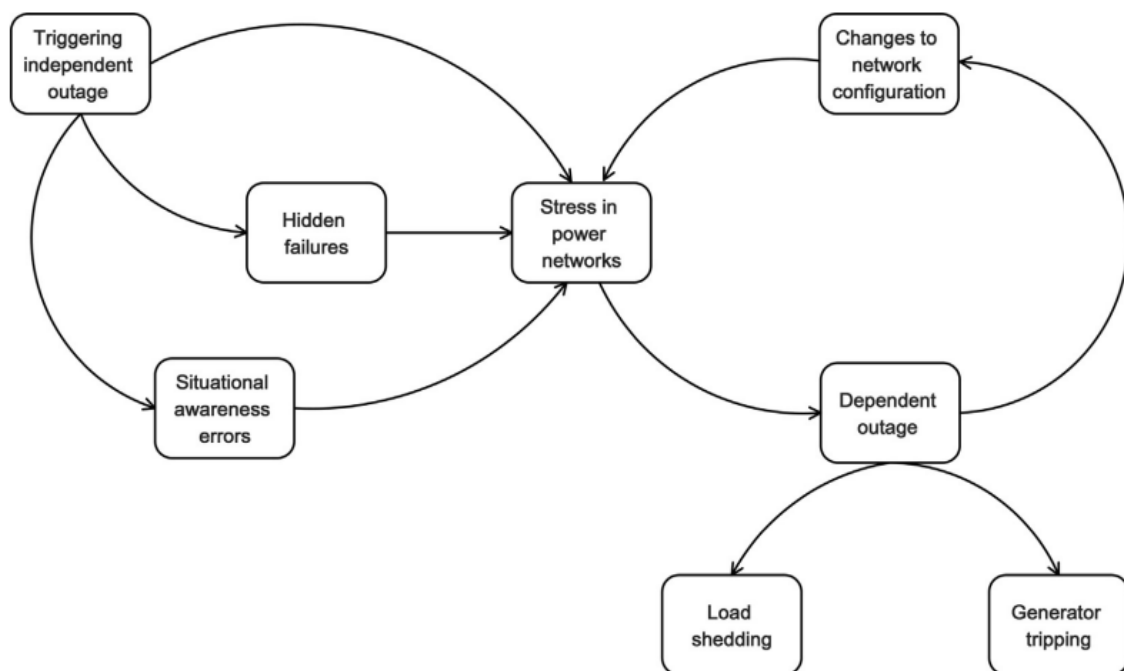 Triggering
independent
outage
Changes to
network
configuration
Hidden
failures
Stress in
power
networks
Situational
awareness
errors
Dependent
outage
Load
shedding
Generator
tripping